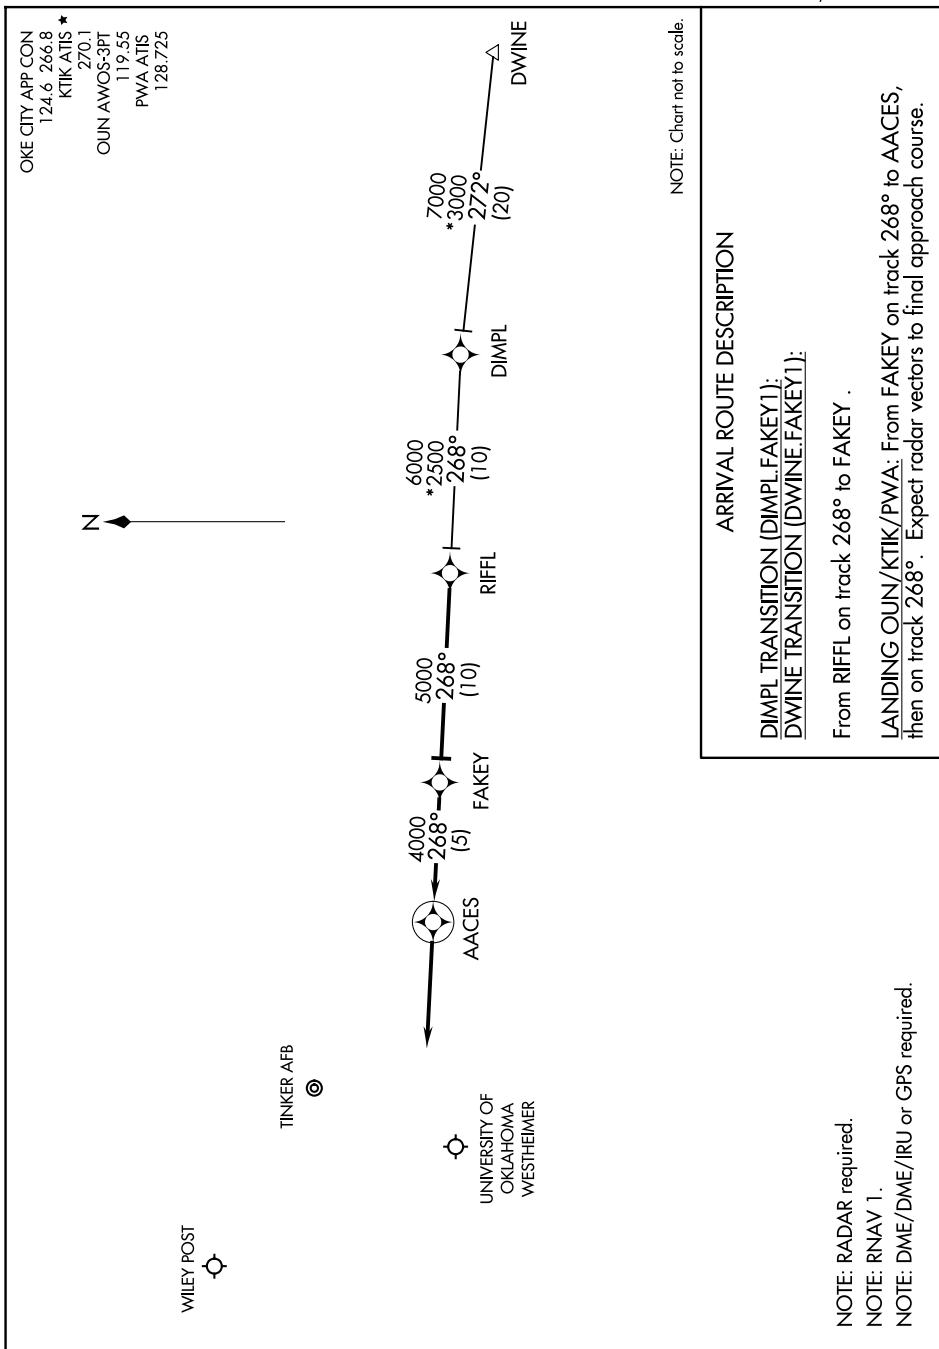 OKE CITY APP CON
124.6 266.8
KTIK ATIS ★
270.1
OUN AWOS-3PT
119.55
PWA ATIS
128.725
N
WILEY POST
TINKER AFB
UNIVERSITY OF
OKLAHOMA
WESTHEIMER
AACES
4000
268°
(5)
FAKEY
5000
268°
(10)
RIFFL
6000
*2500
268°
(10)
DIMPL
7000
*3000
272°
(20)
DWINE
NOTE: Chart not to scale.
NOTE: RADAR required.
NOTE: RNAV 1.
NOTE: DME/DME/IRU or GPS required.
ARRIVAL ROUTE DESCRIPTION
DIMPL TRANSITION (DIMPL.FAKEY1):
DWINE TRANSITION (DWINE.FAKEY1):
From RIFFL on track 268° to FAKEY .
LANDING OUN/KTIK/PWA: From FAKEY on track 268° to AACES,
then on track 268°. Expect radar vectors to final approach course.